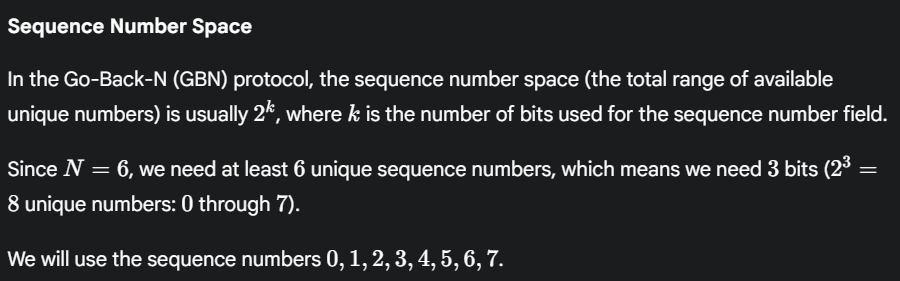 Sequence Number Space
In the Go-Back-N (GBN) protocol, the sequence number space (the total range of available
unique numbers) is usually 2^k, where k is the number of bits used for the sequence number field.
Since N = 6, we need at least 6 unique sequence numbers, which means we need 3 bits (2^3 =
8 unique numbers: 0 through 7).
We will use the sequence numbers 0, 1, 2, 3, 4, 5, 6, 7.